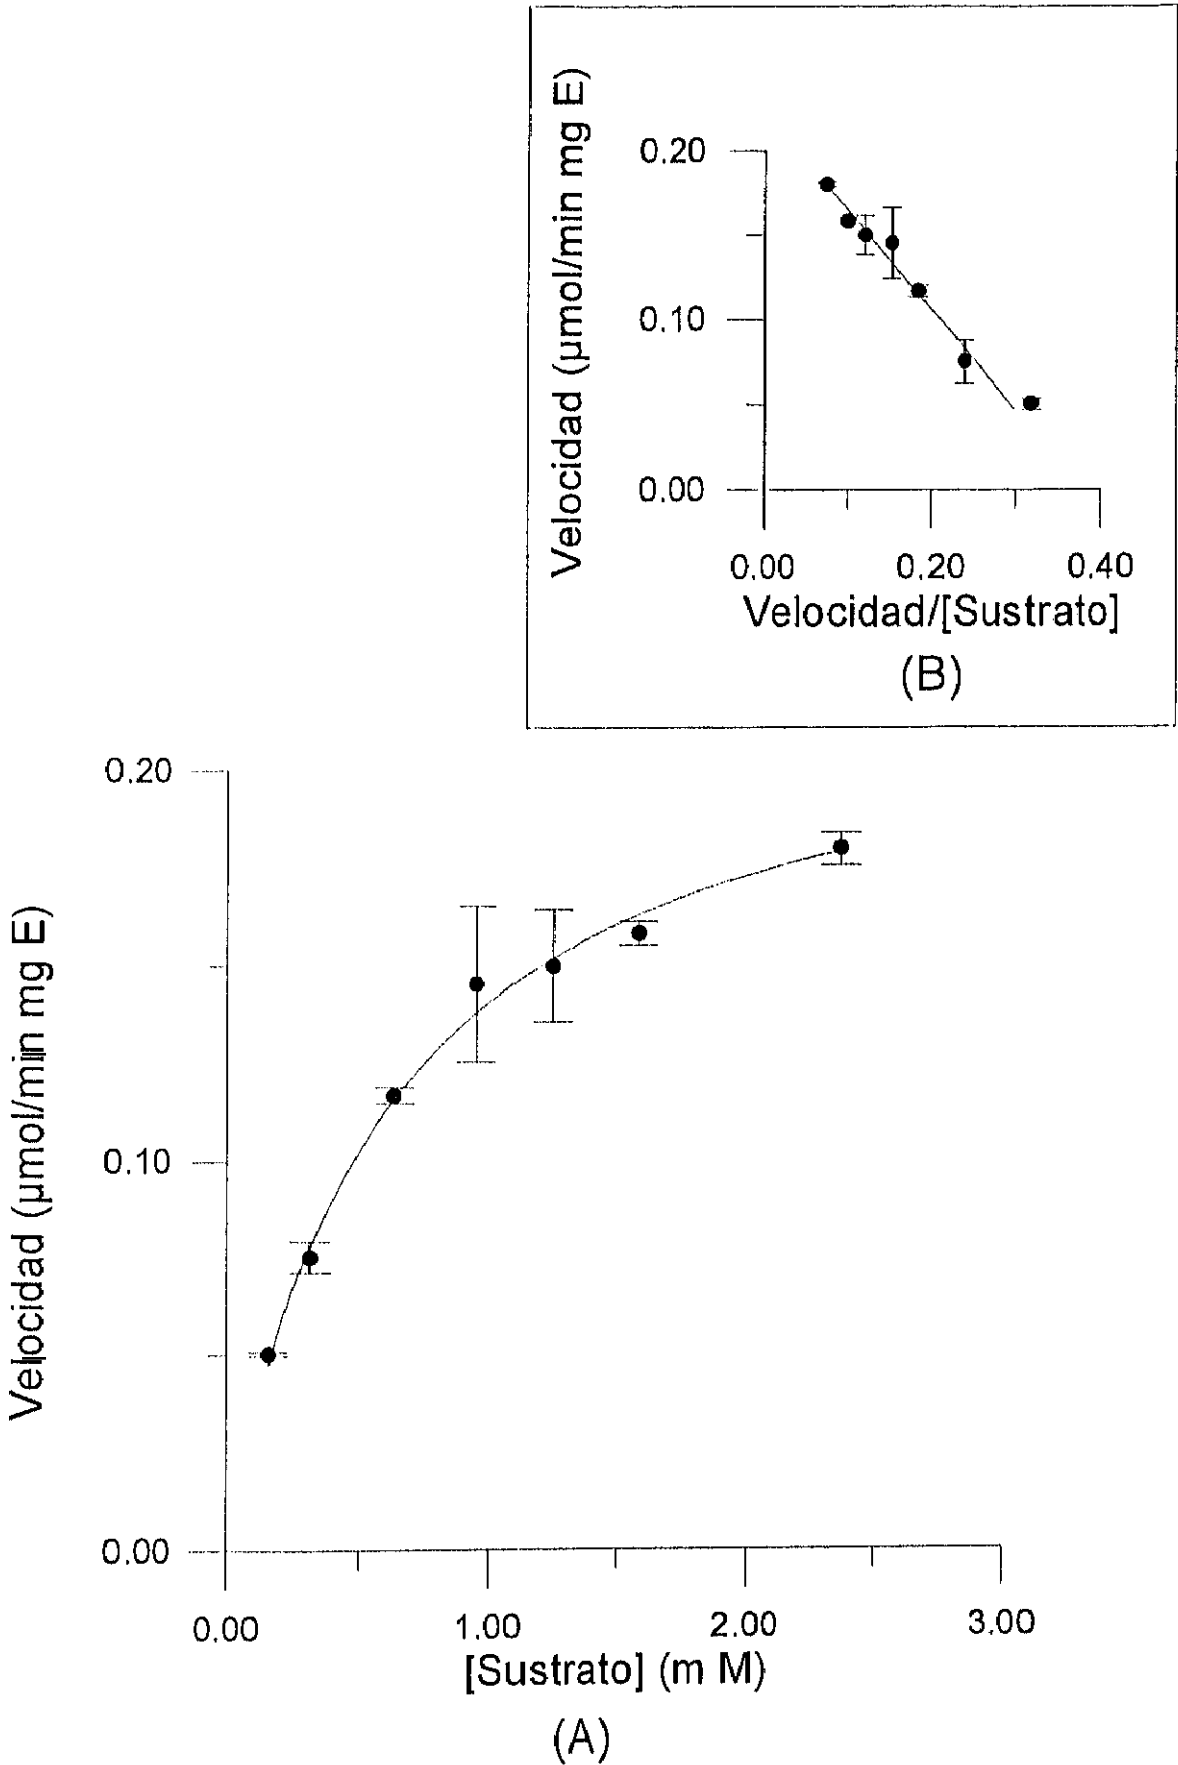 Velocidad (µmol/min mg E)
0.20
0.10
0.00
0.00 0.20 0.40
Velocidad/[Sustrato]
(B)
Velocidad (µmol/min mg E)
0.20
0.10
0.00
0.00 1.00 2.00 3.00
[Sustrato] (m M)
(A)